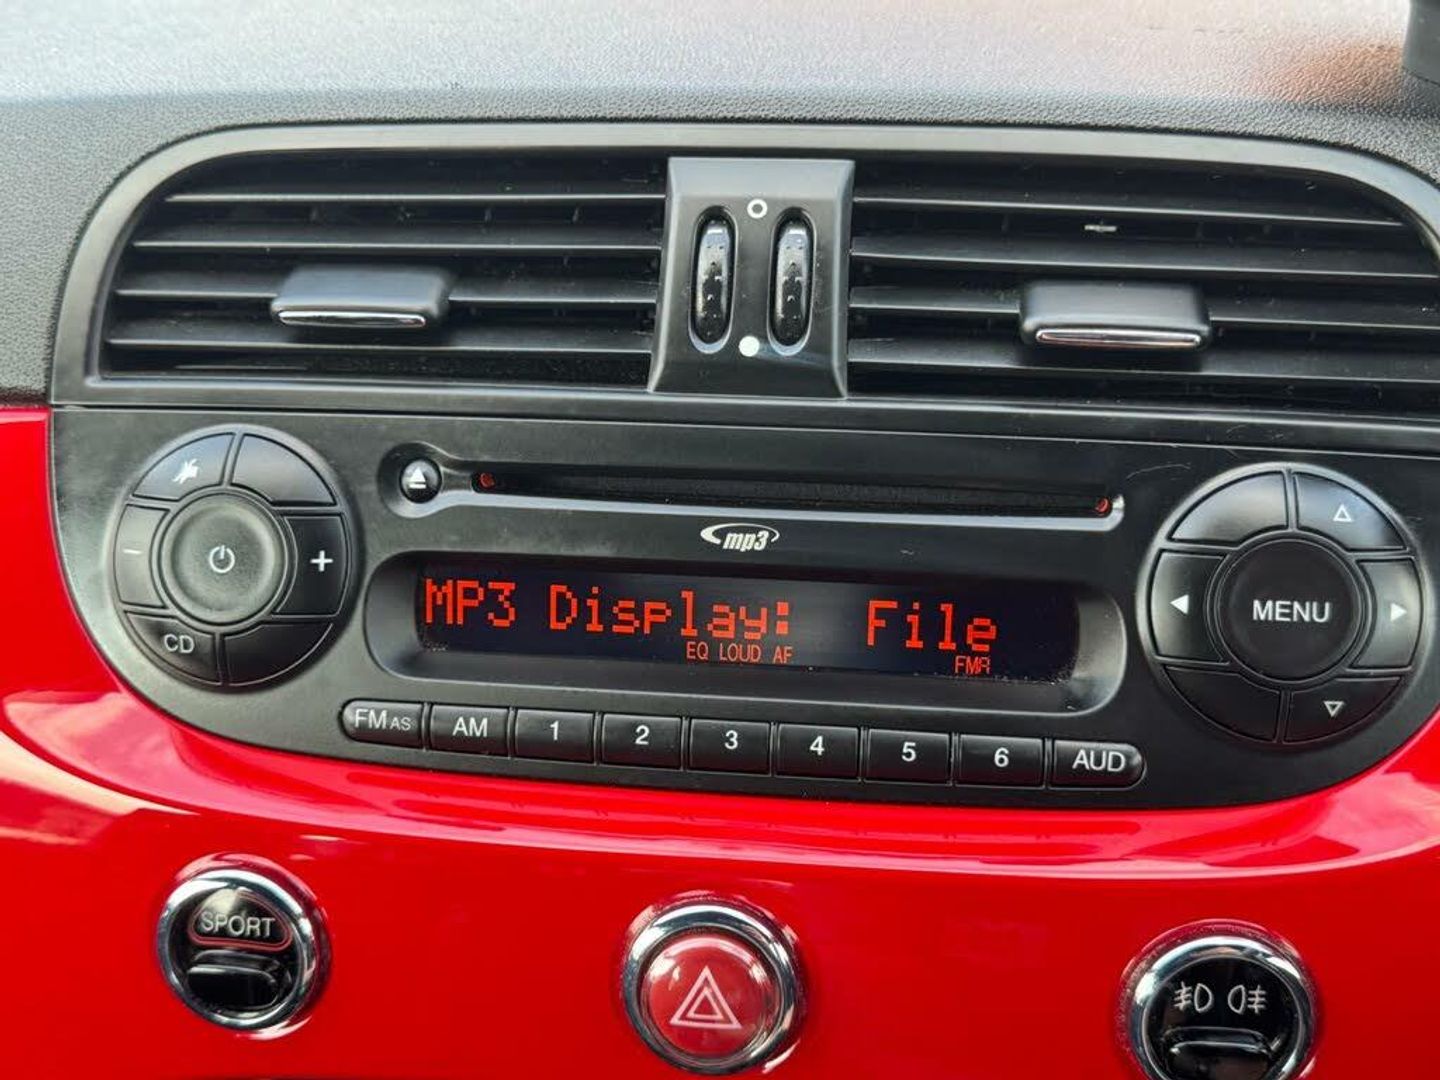 mp3
MP3 Display: File
EQ LOUD AF
FMA
CD
MENU
FM AS
AM
1
2
3
4
5
6
AUD
SPORT